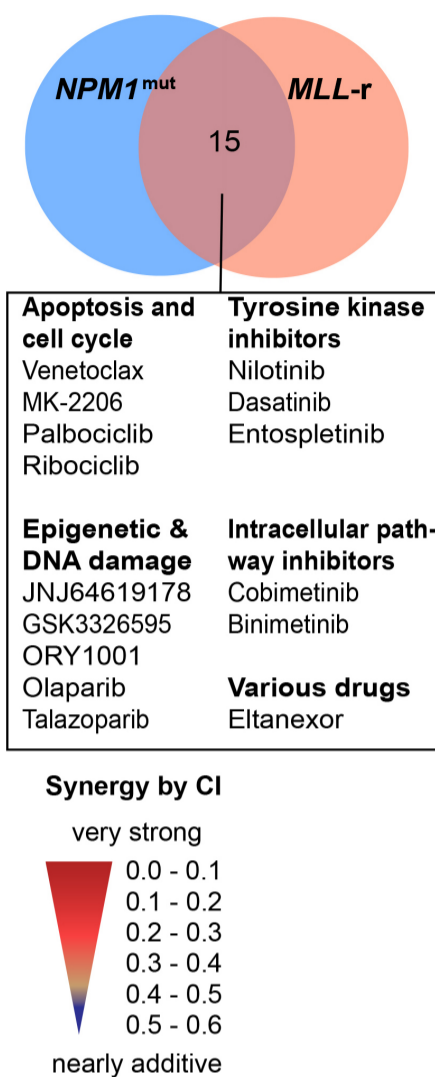 NPM1mut
MLL-r
15
Apoptosis and
cell cycle
Venetoclax
MK-2206
Palbociclib
Ribociclib
Tyrosine kinase
inhibitors
Nilotinib
Dasatinib
Entospletinib
Epigenetic &
DNA damage
JNJ64619178
GSK3326595
ORY1001
Olaparib
Talazoparib
Intracellular path-
way inhibitors
Cobimetinib
Binimetinib
Various drugs
Eltanexor
Synergy by CI
very strong
0.0 - 0.1
0.1 - 0.2
0.2 - 0.3
0.3 - 0.4
0.4 - 0.5
0.5 - 0.6
nearly additive